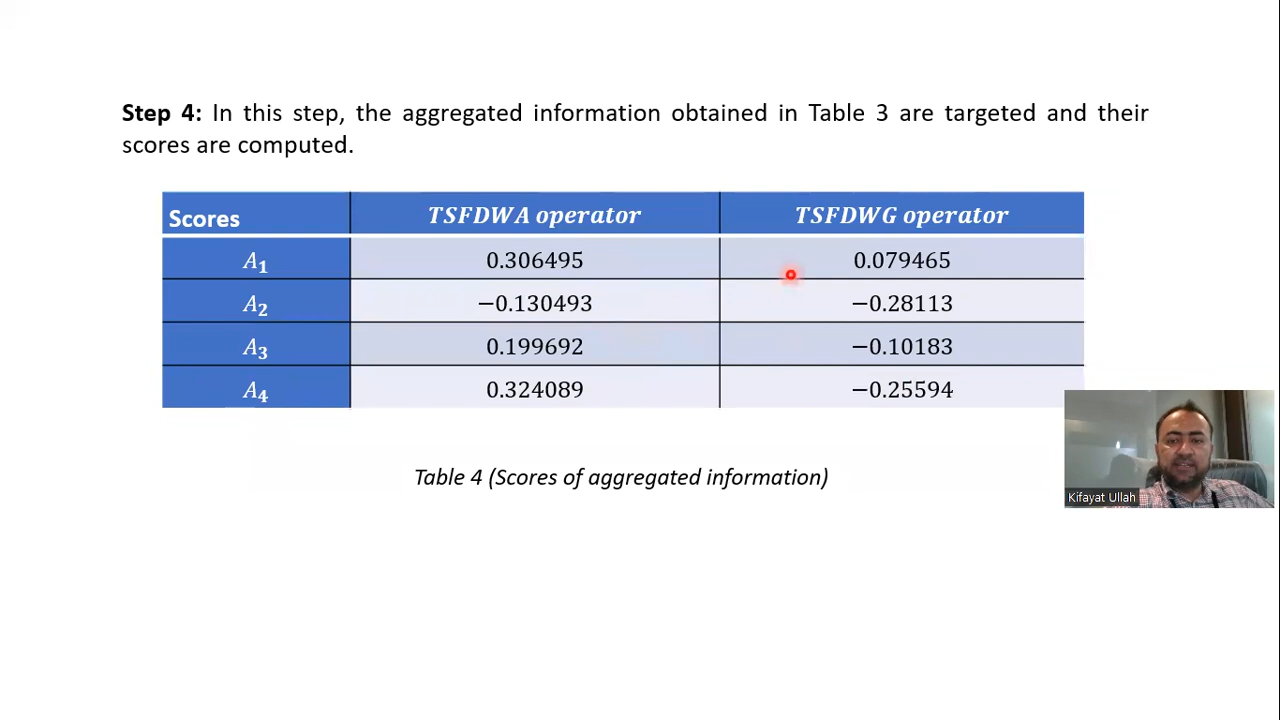 Step 4: In this step, the aggregated information obtained in Table 3 are targeted and their
scores are computed.
Scores TSFDWA operator TSFDWG operator
A₁ 0.306495 0.079465
A₂ −0.130493 −0.28113
A₃ 0.199692 −0.10183
A₄ 0.324089 −0.25594
Table 4 (Scores of aggregated information)
Kifayat Ullah